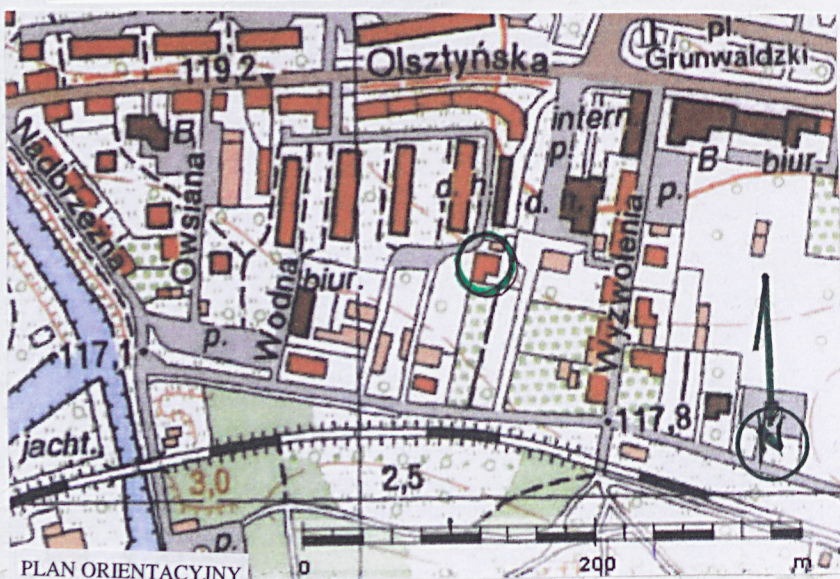 pl.
Grunwaldzki
119,2
Olsztyńska
Nadbrzeżna
B
Owsiana
intern.
p.
d. n.
d. n.
B
biur.
p.
Wodna
biur.
Wyzwolenia
117,1
p.
117,8
jacht.
3,0
2,5
p.
PLAN ORIENTACYJNY
0 200 m